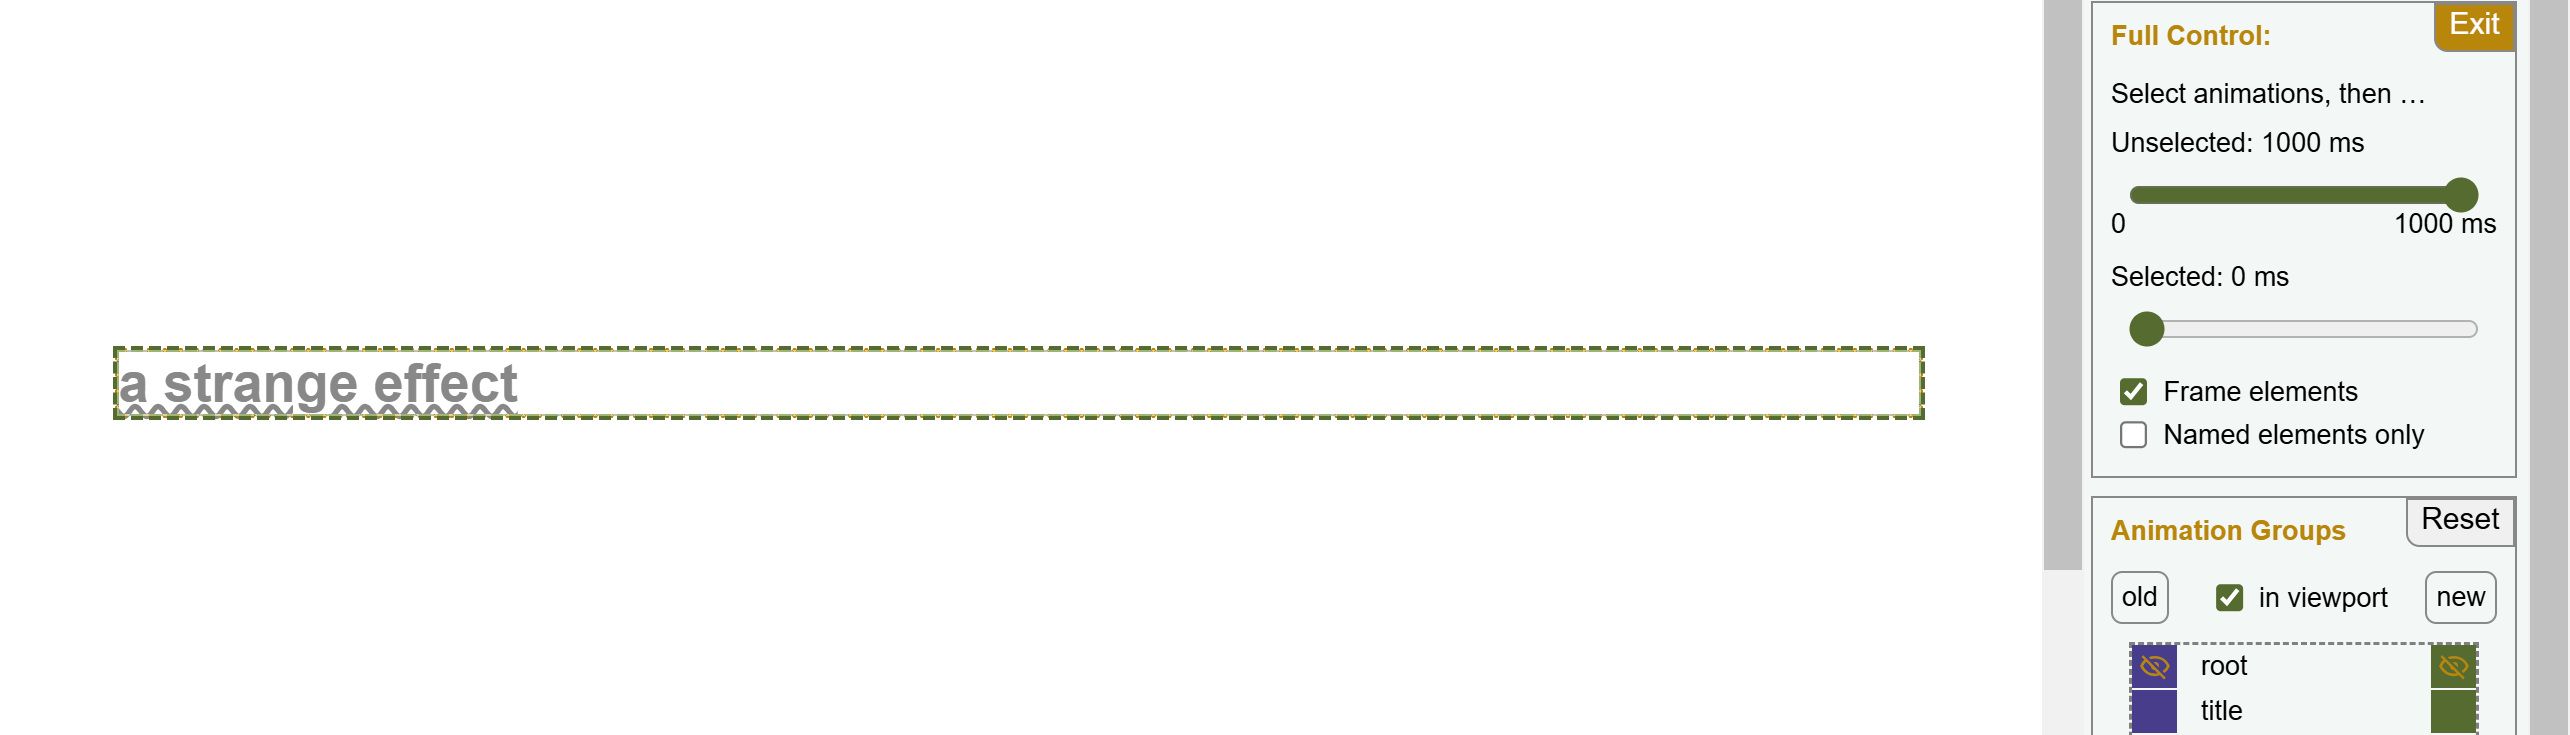 a strange effect
Full Control:
Exit
Select animations, then …
Unselected: 1000 ms
0 1000 ms
Selected: 0 ms
Frame elements
Named elements only
Animation Groups
Reset
old in viewport new
root
title